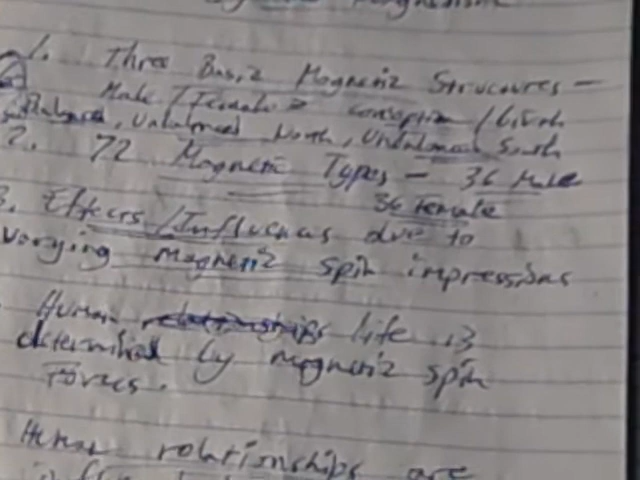 Magnetism
1. Three Basic Magnetic Structures -
Male / Female = conception / birth
Balanced, Unbalanced North, Unbalanced South
2. 72 Magnetic Types - 36 Male
36 Female
3. Effects / Influences due to
varying magnetic spin impressions
Human relationships life is
determined by magnetic spin
Forces.
Human relationships are